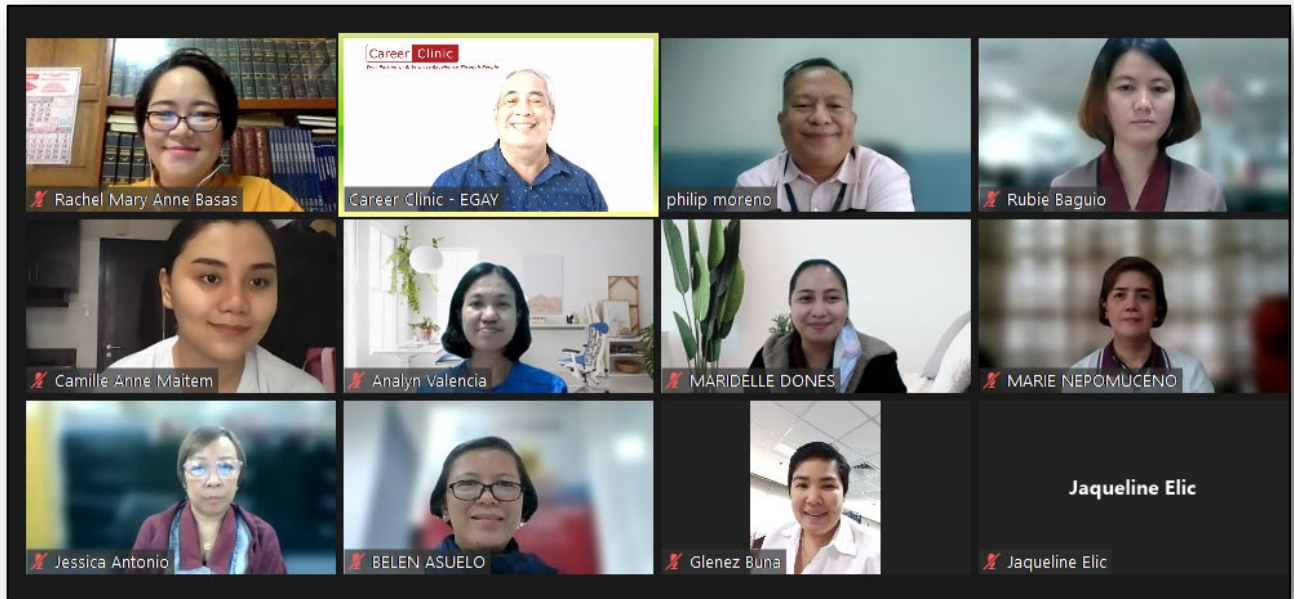 Career Clinic
Rachel Mary Anne Basas
Career Clinic - EGAY
philip moreno
Rubie Baguio
Camille Anne Maitem
Analyn Valencia
MARIDELLE DONES
MARIE NEPOMUCENO
Jaqueline Elic
Jessica Antonio
BELEN ASUELO
Glenez Buna
Jaqueline Elic